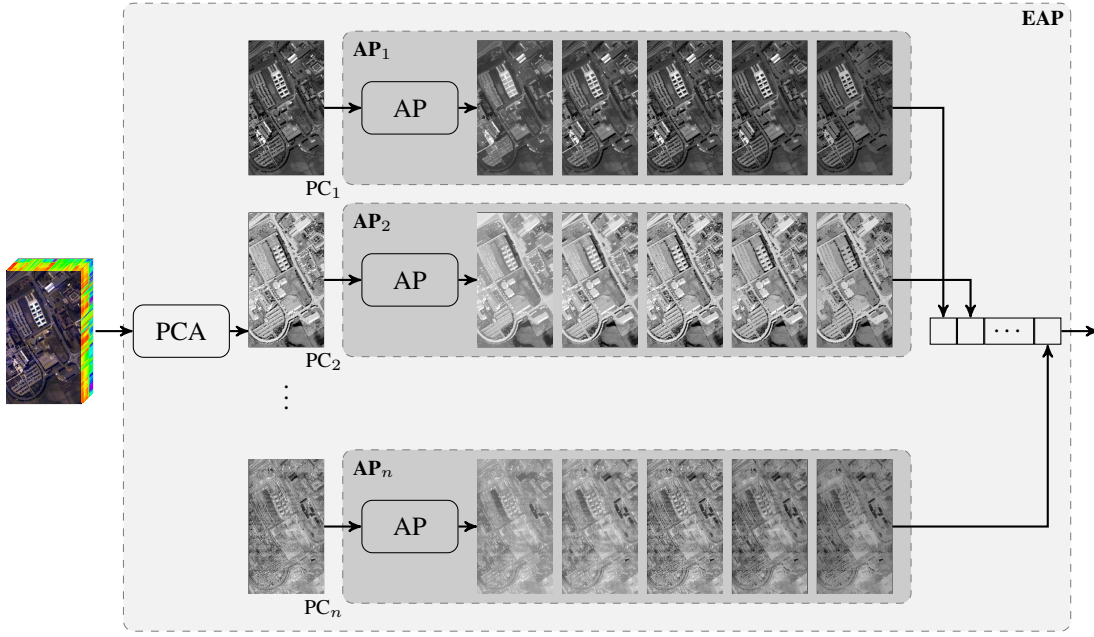 EAP
AP₁
AP
PC₁
AP₂
AP
PCA
PC₂
. . .
⋮
APₙ
AP
PCₙ